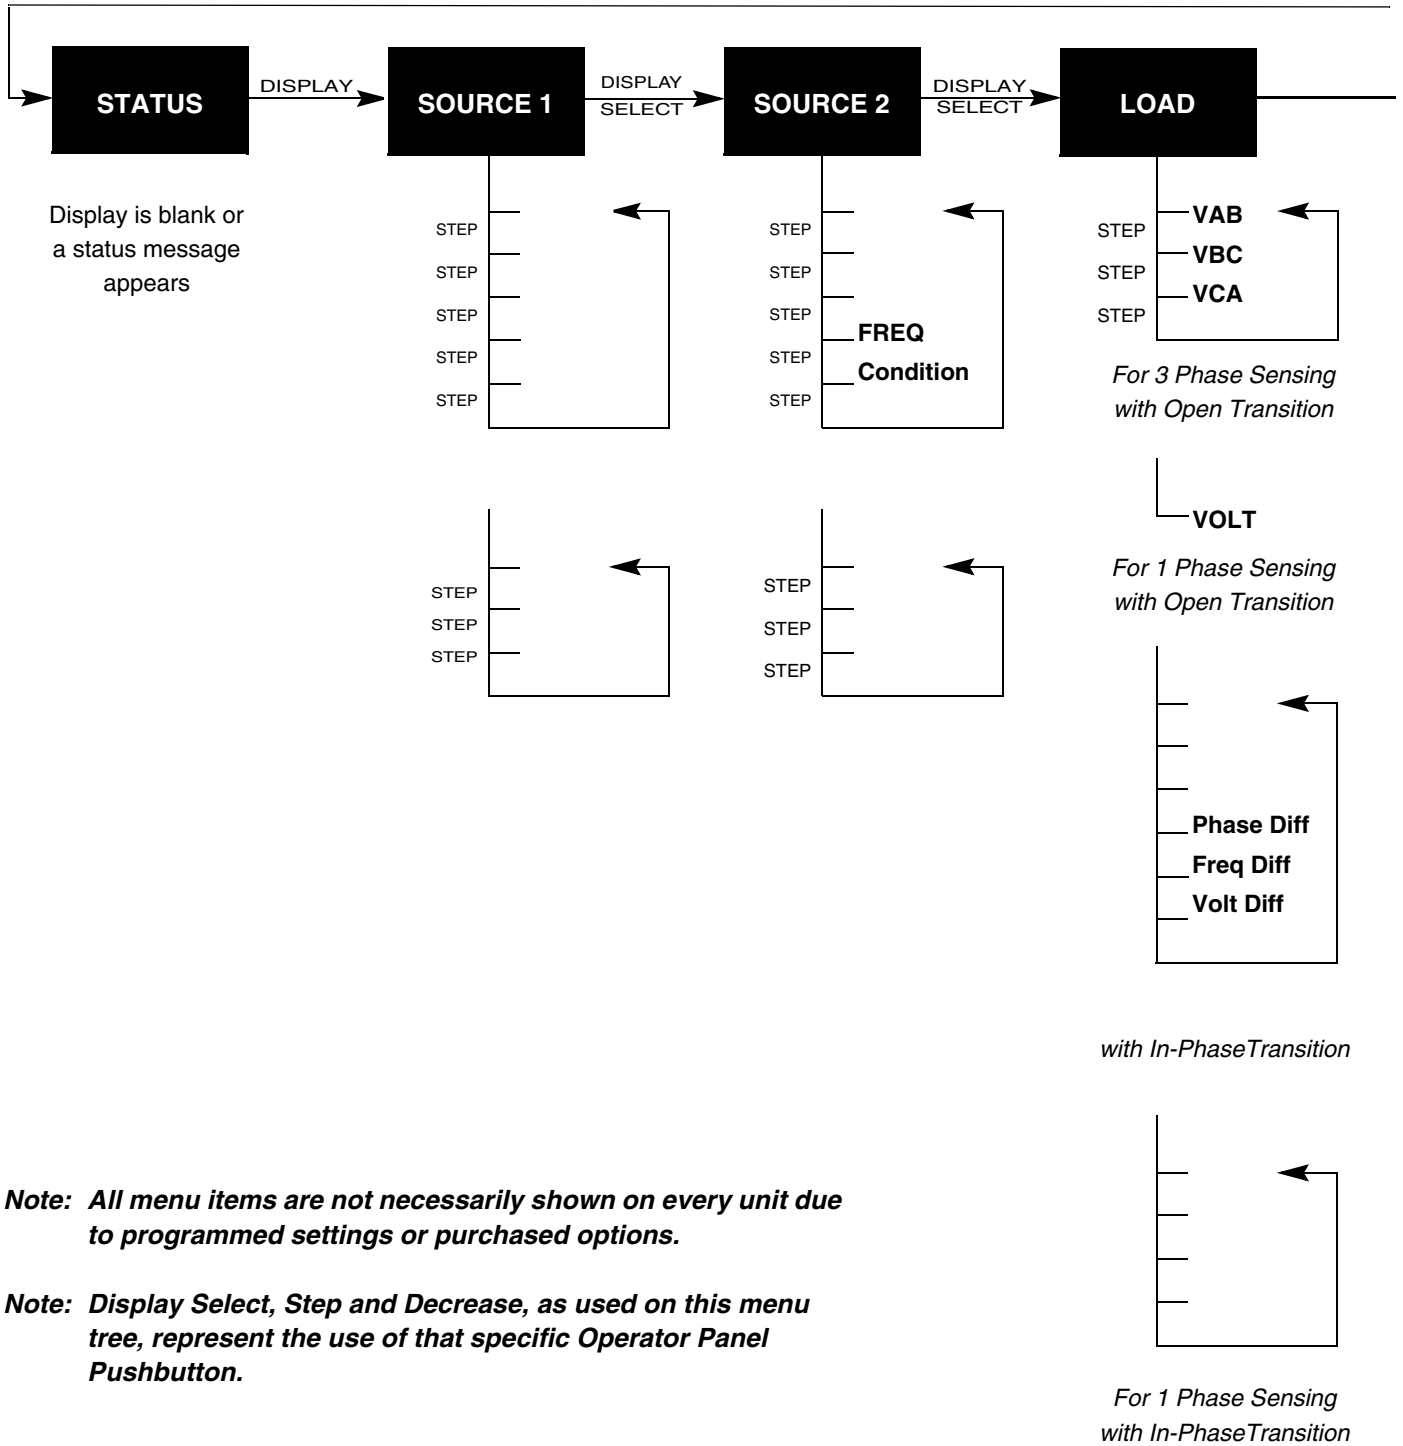 STATUS
DISPLAY
SOURCE 1
DISPLAY
SELECT
SOURCE 2
DISPLAY
SELECT
LOAD
Display is blank or
a status message
appears
STEP
STEP
STEP
STEP
STEP
STEP
STEP
STEP
STEP
STEP
FREQ
Condition
STEP
STEP
STEP
VAB
VBC
VCA
For 3 Phase Sensing
with Open Transition
STEP
STEP
STEP
STEP
STEP
STEP
VOLT
For 1 Phase Sensing
with Open Transition
Phase Diff
Freq Diff
Volt Diff
with In-PhaseTransition
Note: All menu items are not necessarily shown on every unit due
to programmed settings or purchased options.
Note: Display Select, Step and Decrease, as used on this menu
tree, represent the use of that specific Operator Panel
Pushbutton.
For 1 Phase Sensing
with In-PhaseTransition